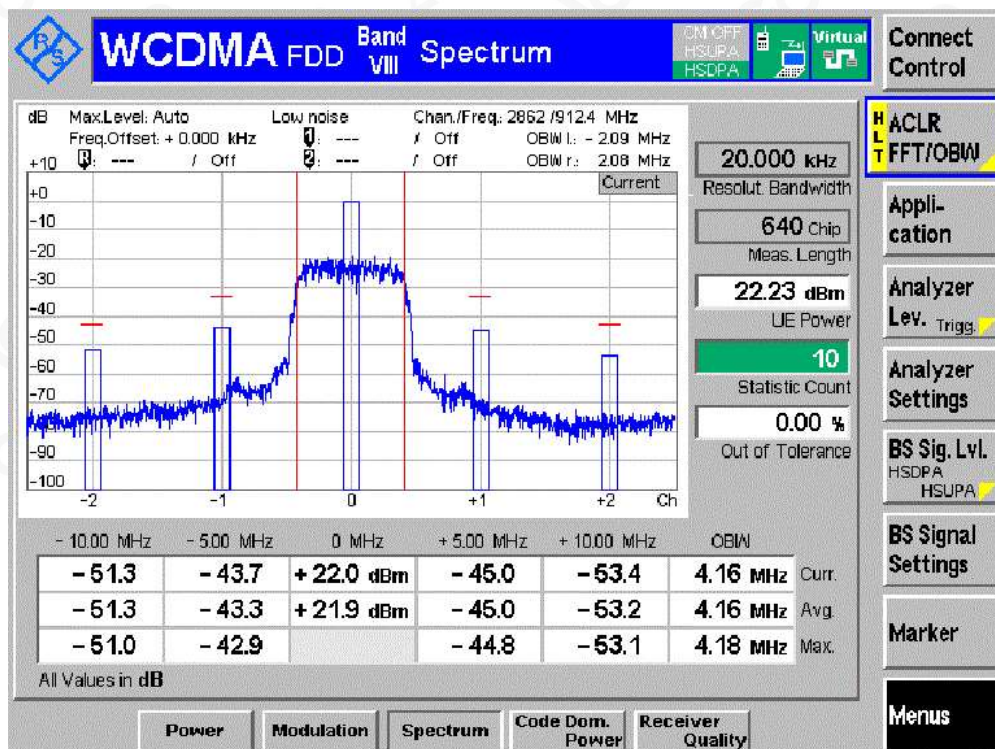 R S WCDMA FDD Band VIII Spectrum
CM:OFF
HSUPA
HSDPA
Virtual
Connect Control
dB Max.Level: Auto Low noise Chan./Freq.: 2862 /912.4 MHz
Freq.Offset: + 0.000 kHz 1: --- / Off OBW l.: - 2.09 MHz
R: --- / Off 2: --- / Off OBW r.: 2.08 MHz
+10
Current
+0
-10
-20
-30
-40
-50
-60
-70
-90
-100
-2 -1 0 +1 +2 Ch
20.000 kHz
Resolut. Bandwidth
640 Chip
Meas. Length
22.23 dBm
UE Power
10
Statistic Count
0.00 %
Out of Tolerance
- 10.00 MHz - 5.00 MHz 0 MHz + 5.00 MHz + 10.00 MHz OBW
- 51.3 - 43.7 + 22.0 dBm - 45.0 - 53.4 4.16 MHz Curr.
- 51.3 - 43.3 + 21.9 dBm - 45.0 - 53.2 4.16 MHz Avg.
- 51.0 - 42.9 - 44.8 - 53.1 4.18 MHz Max.
All Values in dB
HLT
ACLR
FFT/OBW
Appli-
cation
Analyzer
Lev. Trigg.
Analyzer
Settings
BS Sig. Lvl.
HSDPA
HSUPA
BS Signal
Settings
Marker
Menus
Power Modulation Spectrum Code Dom. Power Receiver Quality